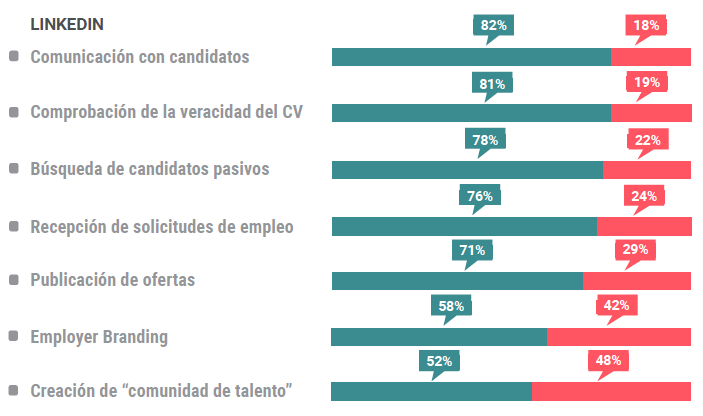 LINKEDIN
82% 18%
Comunicación con candidatos
81% 19%
Comprobación de la veracidad del CV
78% 22%
Búsqueda de candidatos pasivos
76% 24%
Recepción de solicitudes de empleo
71% 29%
Publicación de ofertas
58% 42%
Employer Branding
52% 48%
Creación de “comunidad de talento”